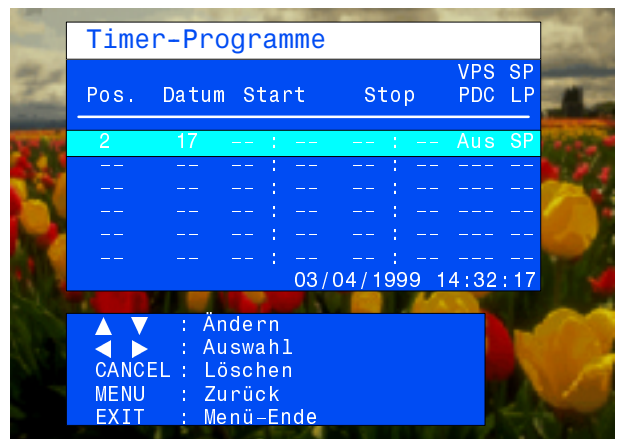 Timer-Programme
VPS SP
Pos. Datum Start Stop PDC LP
2 17 -- : -- -- : -- Aus SP
-- -- -- : -- -- : -- --- --
-- -- -- : -- -- : -- --- --
-- -- -- : -- -- : -- --- --
-- -- -- : -- -- : -- --- --
-- -- -- : -- -- : -- --- --
03/04/1999 14:32:17
▲ ▼ : Ändern
◀ ▶ : Auswahl
CANCEL : Löschen
MENU : Zurück
EXIT : Menü-Ende